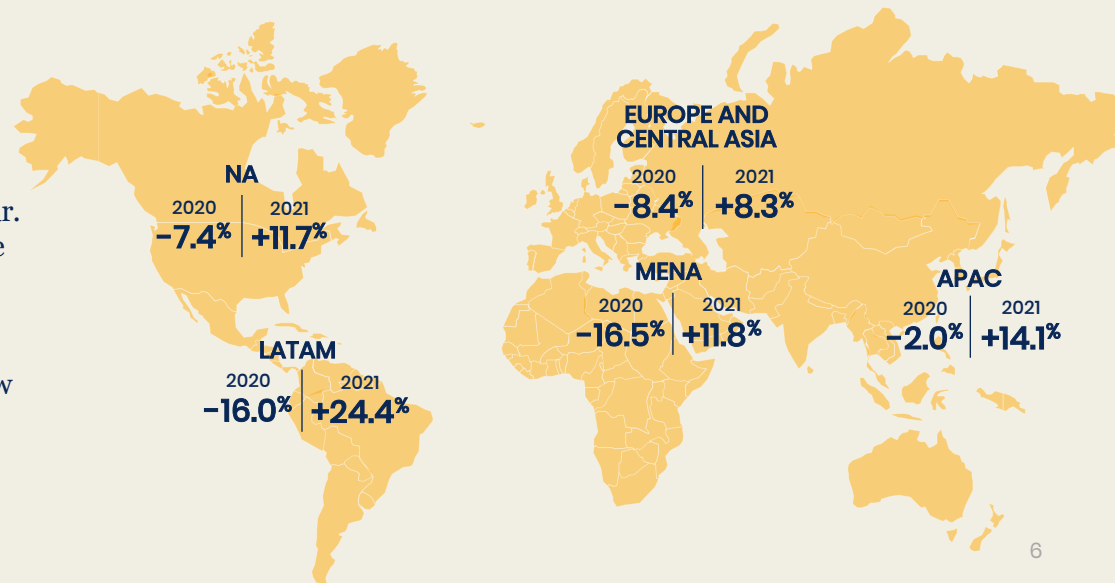 r.
e
w
NA
2020 2021
−7.4% +11.7%
LATAM
2020 2021
−16.0% +24.4%
EUROPE AND
CENTRAL ASIA
2020 2021
−8.4% +8.3%
MENA
2020 2021
−16.5% +11.8%
APAC
2020 2021
−2.0% +14.1%
6